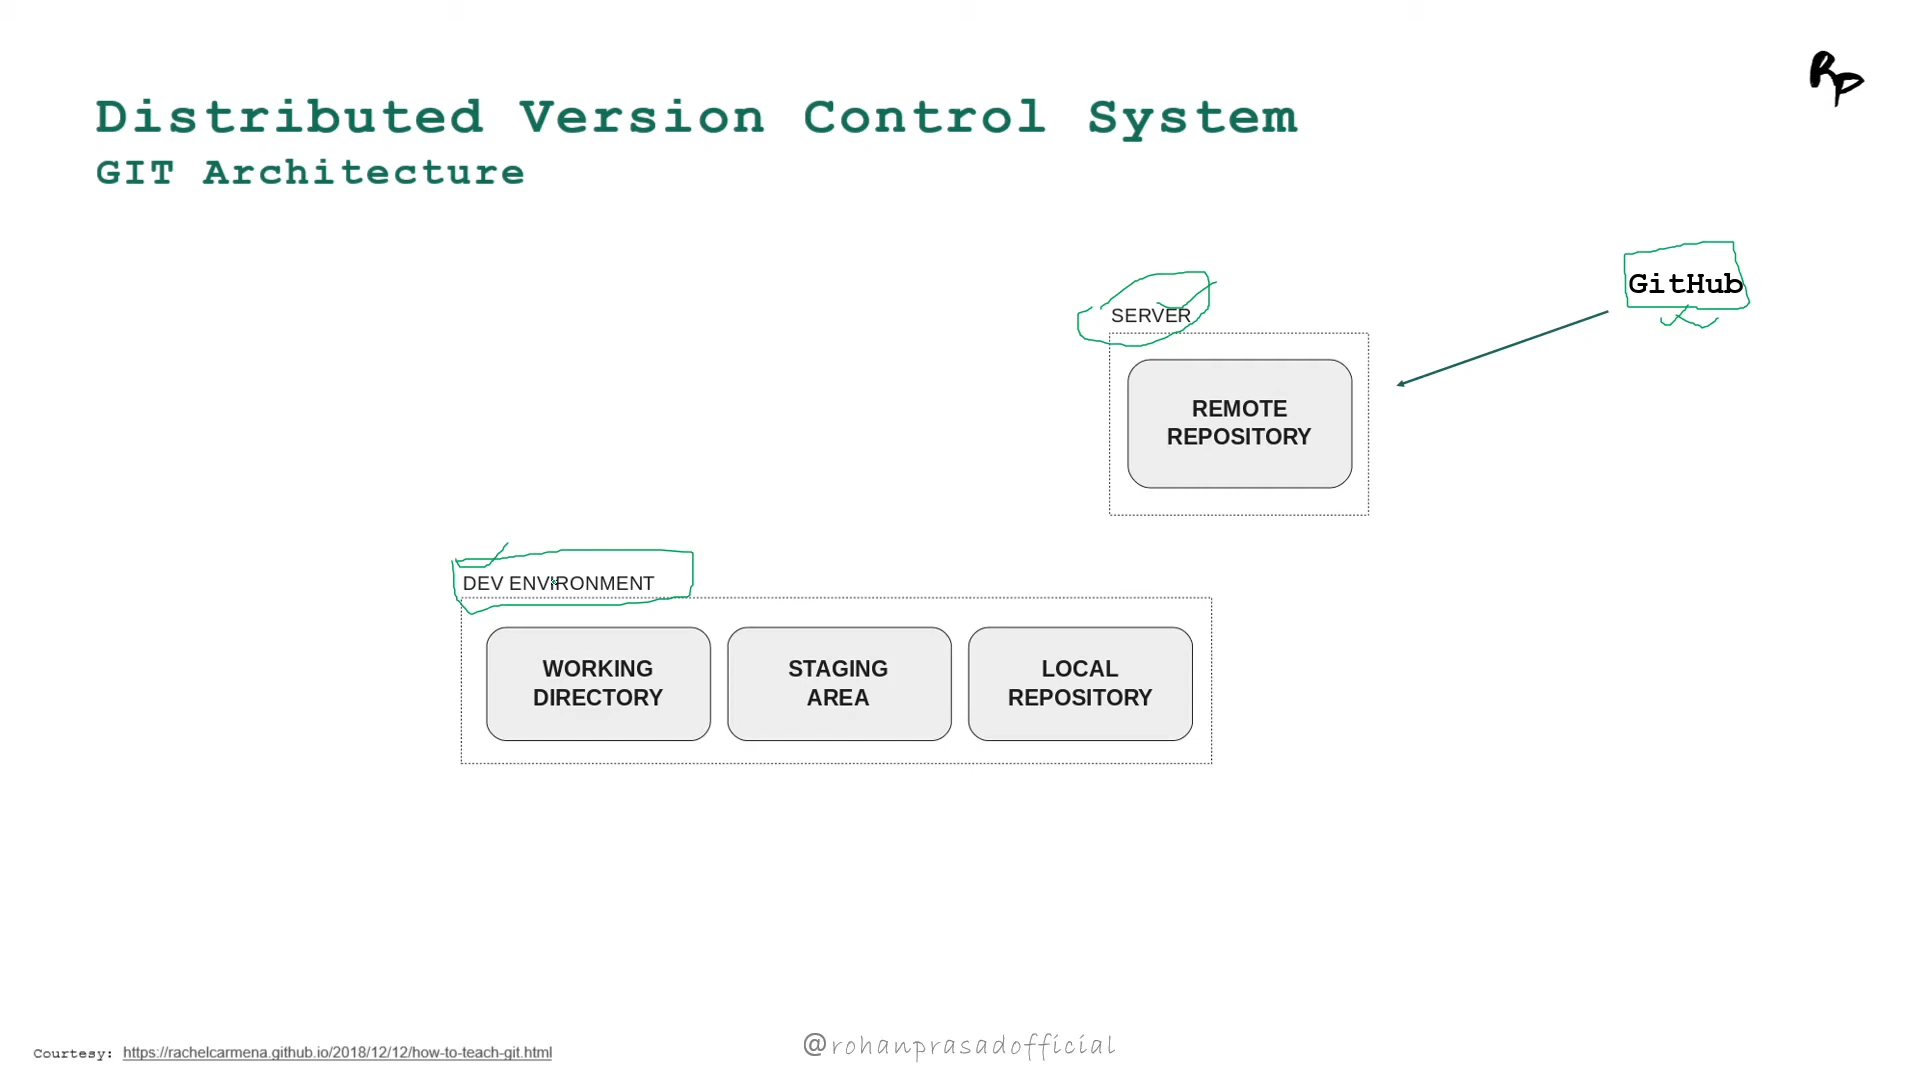 RP
Distributed Version Control System
GIT Architecture
GitHub
SERVER
REMOTE
REPOSITORY
DEV ENVIRONMENT
WORKING
DIRECTORY
STAGING
AREA
LOCAL
REPOSITORY
Courtesy: https://rachelcarmena.github.io/2018/12/12/how-to-teach-git.html
@rohanprasadofficial